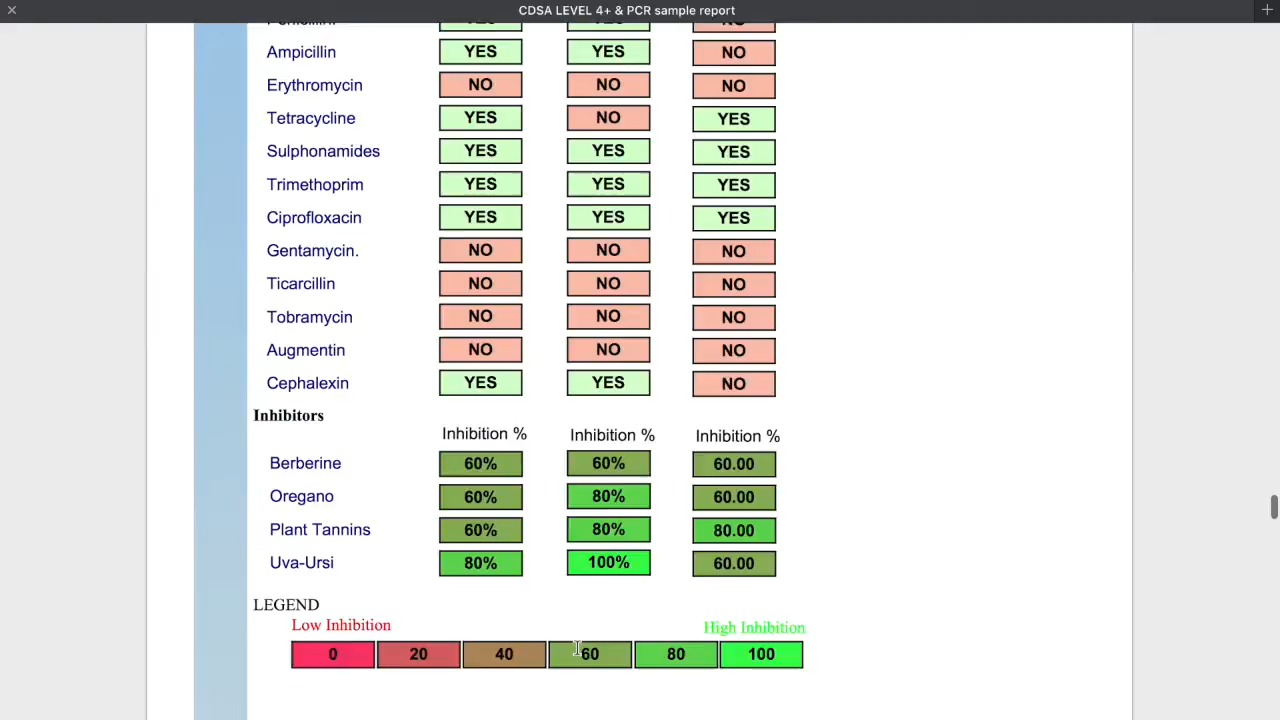 CDSA LEVEL 4+ & PCR sample report
Penicillin YES YES NO
Ampicillin YES YES NO
Erythromycin NO NO NO
Tetracycline YES NO YES
Sulphonamides YES YES YES
Trimethoprim YES YES YES
Ciprofloxacin YES YES YES
Gentamycin. NO NO NO
Ticarcillin NO NO NO
Tobramycin NO NO NO
Augmentin NO NO NO
Cephalexin YES YES NO
Inhibitors
Inhibition % Inhibition % Inhibition %
Berberine 60% 60% 60.00
Oregano 60% 80% 60.00
Plant Tannins 60% 80% 80.00
Uva-Ursi 80% 100% 60.00
LEGEND
Low Inhibition High Inhibition
0 20 40 60 80 100